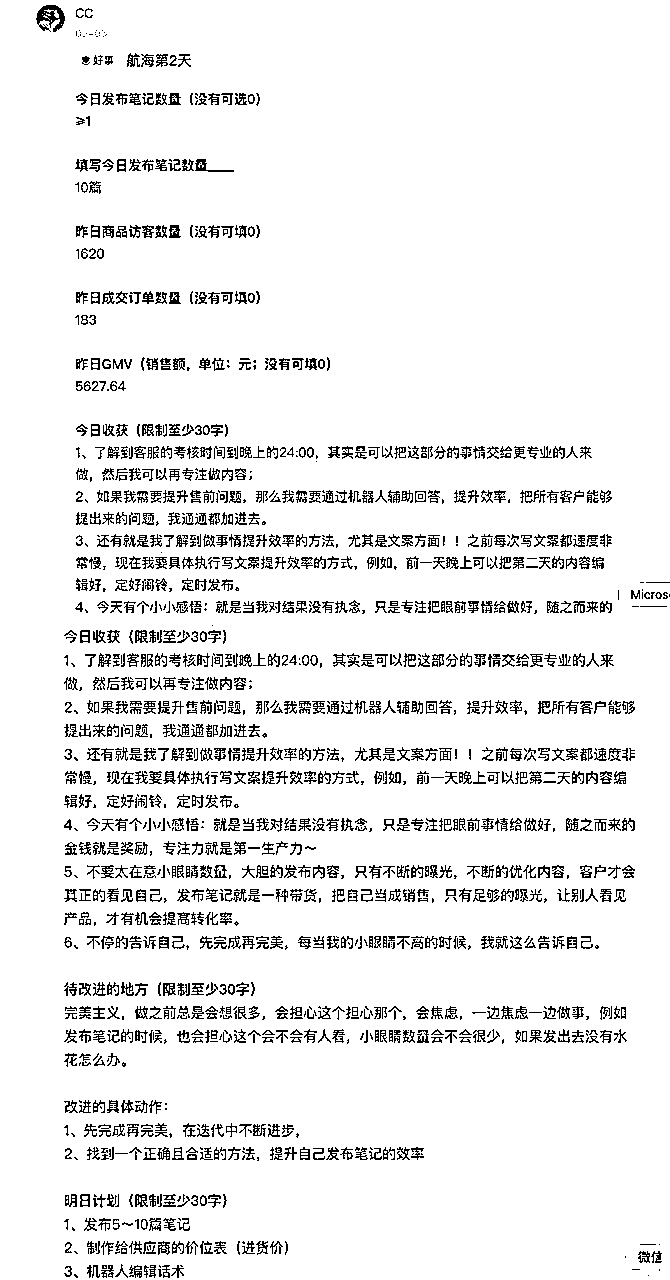 CC
好事 航海第2天
今日发布笔记数量（没有可选0）
≥1
填写今日发布笔记数量____
10篇
昨日商品访客数量（没有可填0）
1620
昨日成交订单数量（没有可填0）
183
昨日GMV（销售额，单位：元；没有可填0）
5627.64
今日收获（限制至少30字）
1、了解到客服的考核时间到晚上的24:00，其实是可以把这部分的事情交给更专业的人来
做，然后我可以再专注做内容；
2、如果我需要提升售前问题，那么我需要通过机器人辅助回答，提升效率，把所有客户能够
提出来的问题，我通通都加进去。
3、还有就是我了解到做事情提升效率的方法，尤其是文案方面！！之前每次写文案都速度非
常慢，现在我要具体执行写文案提升效率的方式，例如，前一天晚上可以把第二天的内容编
辑好，定好闹铃，定时发布。
4、今天有个小小感悟：就是当我对结果没有执念，只是专注把眼前事情给做好，随之而来的
Micros
今日收获（限制至少30字）
1、了解到客服的考核时间到晚上的24:00，其实是可以把这部分的事情交给更专业的人来
做，然后我可以再专注做内容；
2、如果我需要提升售前问题，那么我需要通过机器人辅助回答，提升效率，把所有客户能够
提出来的问题，我通通都加进去。
3、还有就是我了解到做事情提升效率的方法，尤其是文案方面！！之前每次写文案都速度非
常慢，现在我要具体执行写文案提升效率的方式，例如，前一天晚上可以把第二天的内容编
辑好，定好闹铃，定时发布。
4、今天有个小小感悟：就是当我对结果没有执念，只是专注把眼前事情给做好，随之而来的
金钱就是奖励，专注力就是第一生产力～
5、不要太在意小眼睛数量，大胆的发布内容，只有不断的曝光，不断的优化内容，客户才会
真正的看见自己，发布笔记就是一种带货，把自己当成销售，只有足够的曝光，让别人看见
产品，才有机会提高转化率。
6、不停的告诉自己，先完成再完美，每当我的小眼睛不高的时候，我就这么告诉自己。
待改进的地方（限制至少30字）
完美主义，做之前总是会想很多，会担心这个担心那个，会焦虑，一边焦虑一边做事，例如
发布笔记的时候，也会担心这个会不会有人看，小眼睛数量会不会很少，如果发出去没有水
花怎么办。
改进的具体动作：
1、先完成再完美，在迭代中不断进步，
2、找到一个正确且合适的方法，提升自己发布笔记的效率
明日计划（限制至少30字）
1、发布5～10篇笔记
2、制作给供应商的价位表（进货价）
微信
3、机器人编辑话术